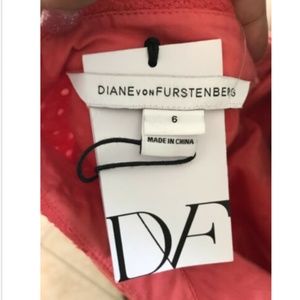 DIANE VON FURSTENBERG
6
MADE IN CHINA
DVF